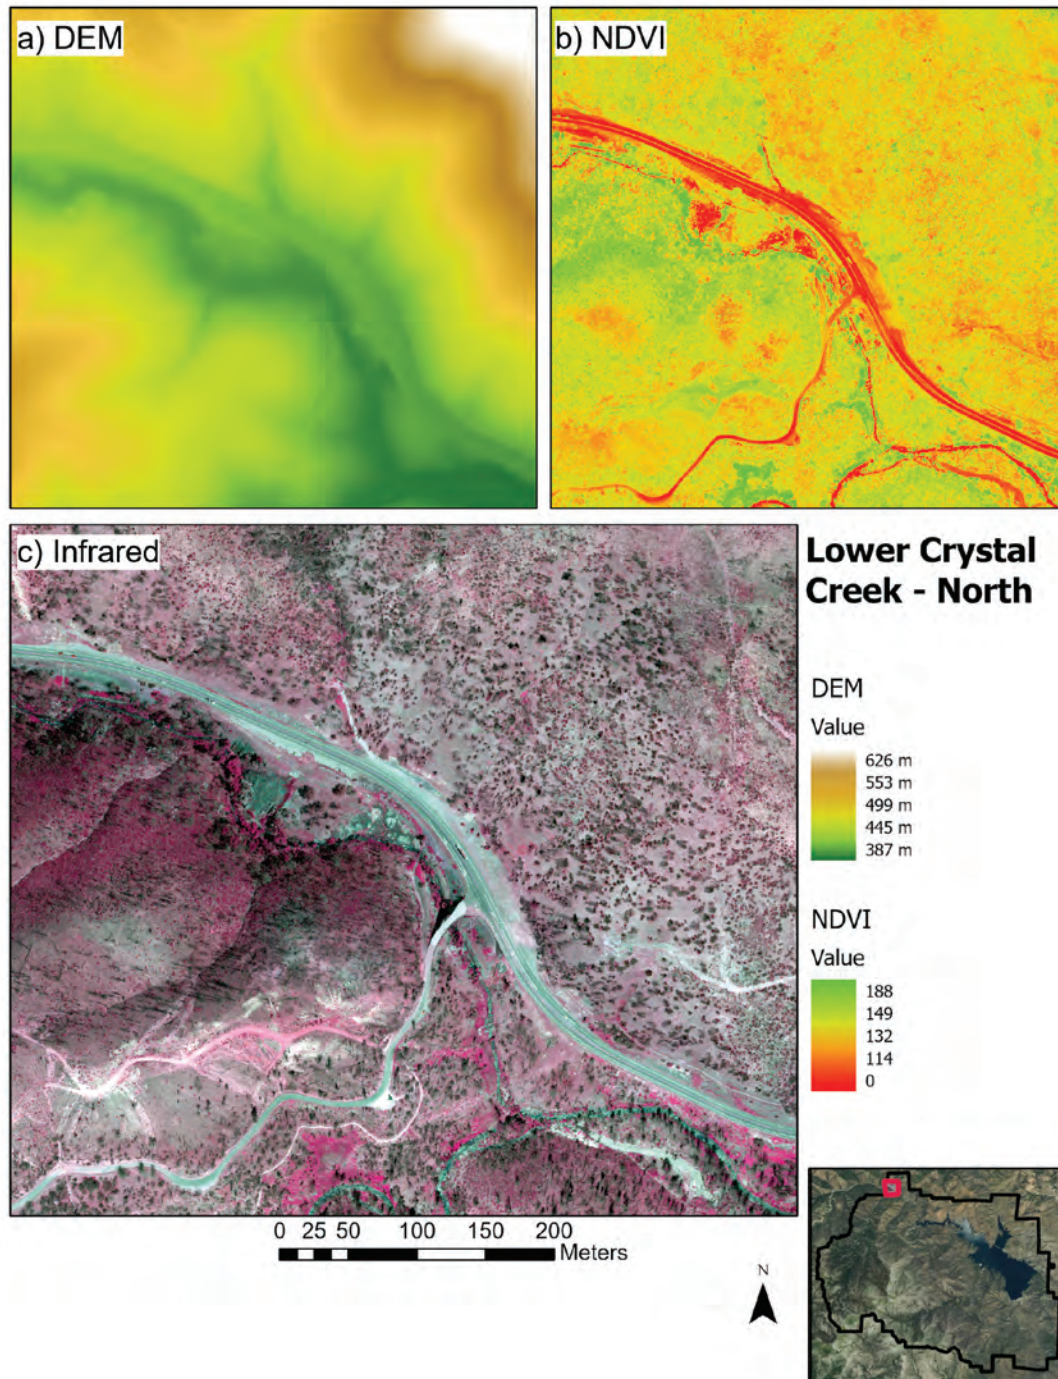 a) DEM
b) NDVI
c) Infrared
Lower Crystal
Creek - North
DEM
Value
626 m
553 m
499 m
445 m
387 m
NDVI
Value
188
149
132
114
0
0 25 50 100 150 200
Meters
N